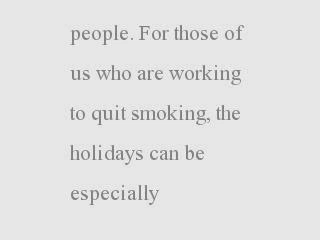 people. For those of
us who are working
to quit smoking, the
holidays can be
especially